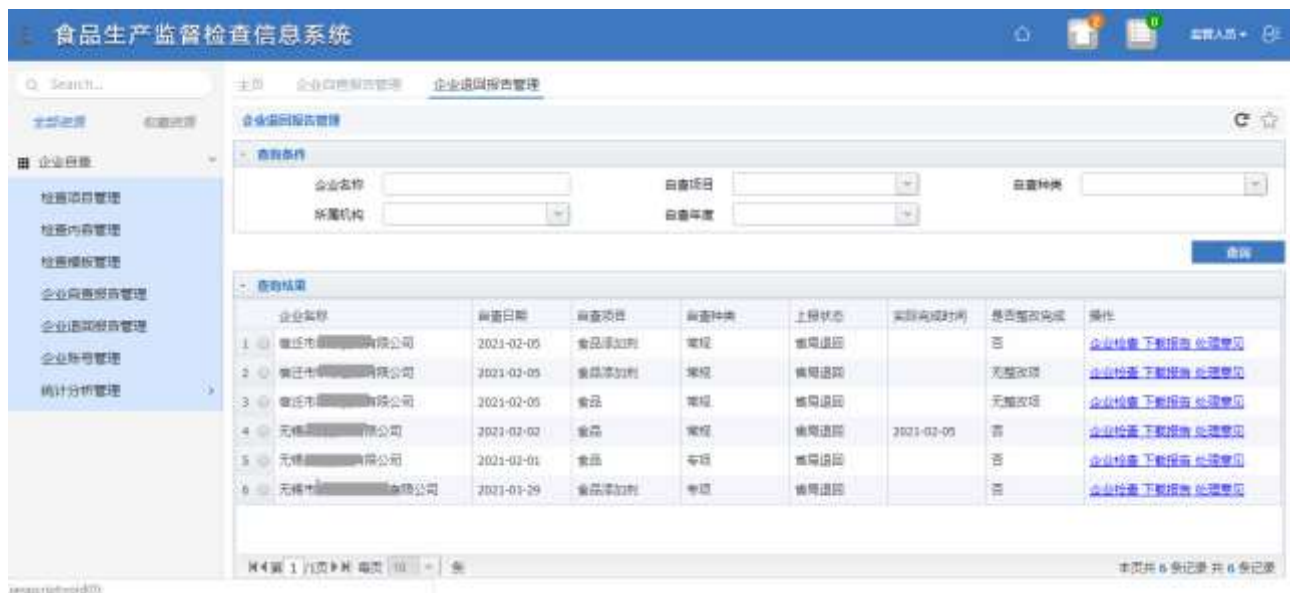 食品生产监督检查信息系统
2 0 监管人员
Search...
主页 企业自查报告管理 企业退回报告管理
全部资源
企业退回报告管理
企业自查
查询条件
检查项目管理
企业名称 自查项目 自查种类
所属机构 自查年度
检查内容管理
检查模板管理
查询
企业自查报告管理
查询结果
企业退回报告管理
企业名称 自查日期 自查项目 自查种类 上报状态 实际完成时间 是否整改完成 操作
企业账号管理
1 宿迁市 有限公司 2021-02-05 食品添加剂 常规 省局退回 否 企业检查 下载报告 处理意见
2 宿迁市 有限公司 2021-02-05 食品添加剂 常规 省局退回 无整改项 企业检查 下载报告 处理意见
统计分析管理
3 宿迁市 有限公司 2021-02-05 食品 常规 省局退回 无整改项 企业检查 下载报告 处理意见
4 无锡 限公司 2021-02-02 食品 常规 省局退回 2021-02-05 否 企业检查 下载报告 处理意见
5 无锡 有限公司 2021-02-01 食品 专项 省局退回 否 企业检查 下载报告 处理意见
6 无锡市 有限公司 2021-01-29 食品添加剂 专项 省局退回 否 企业检查 下载报告 处理意见
第 1 /1页 每页 10 条 本页共 6 条记录 共 6 条记录